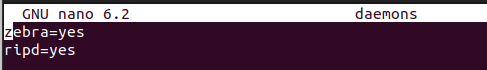 GNU nano 6.2 daemons
zebra=yes
ripd=yes